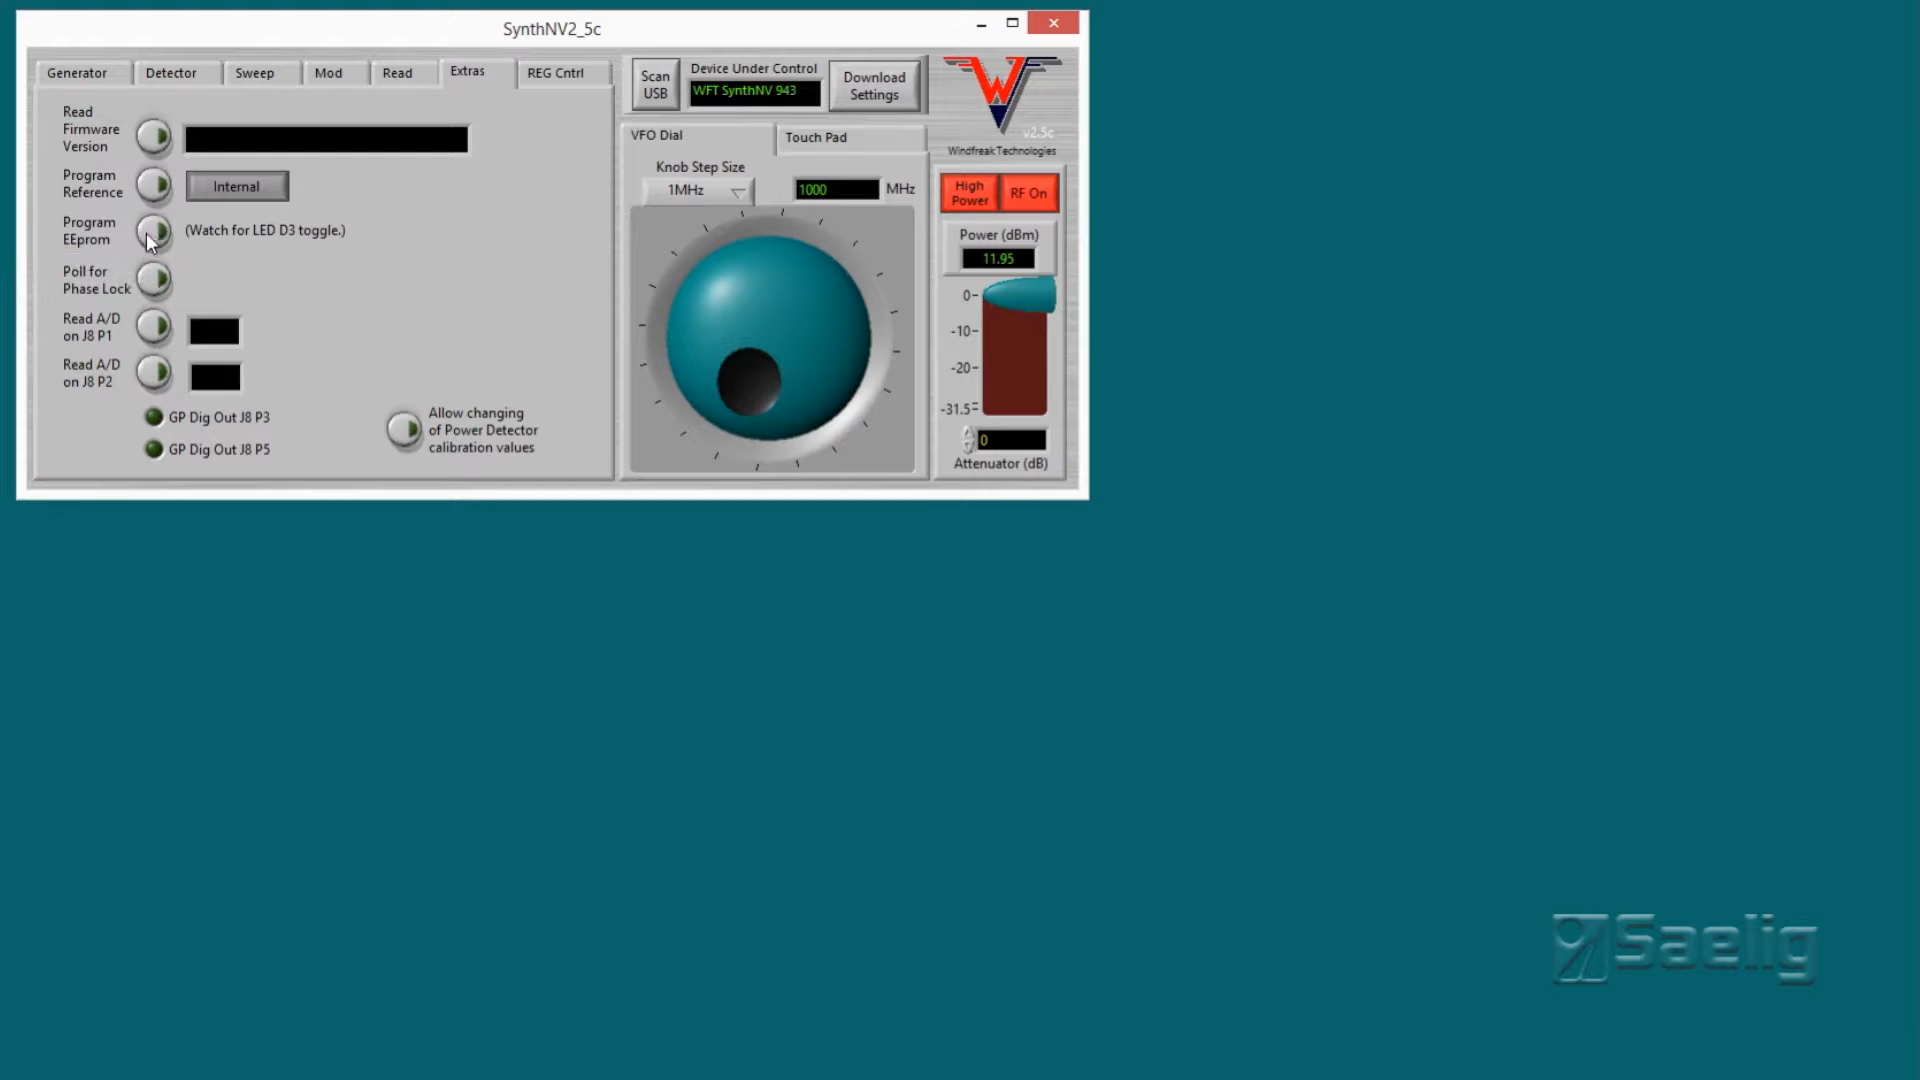 SynthNV2_5c
Generator
Detector
Sweep
Mod
Read
Extras
REG Cntrl
Read
Firmware
Version
Program
Reference
Internal
Program
EEprom
(Watch for LED D3 toggle.)
Poll for
Phase Lock
Read A/D
on J8 P1
Read A/D
on J8 P2
GP Dig Out J8 P3
GP Dig Out J8 P5
Allow changing
of Power Detector
calibration values
Scan
USB
Device Under Control
WFT SynthNV 943
Download
Settings
VFO Dial
Touch Pad
Knob Step Size
1MHz
1000
MHz
v2.5c
Windfreak Technologies
High
Power
RF On
Power (dBm)
11.95
0-
-10-
-20-
-31.5-
0
Attenuator (dB)
Saelig